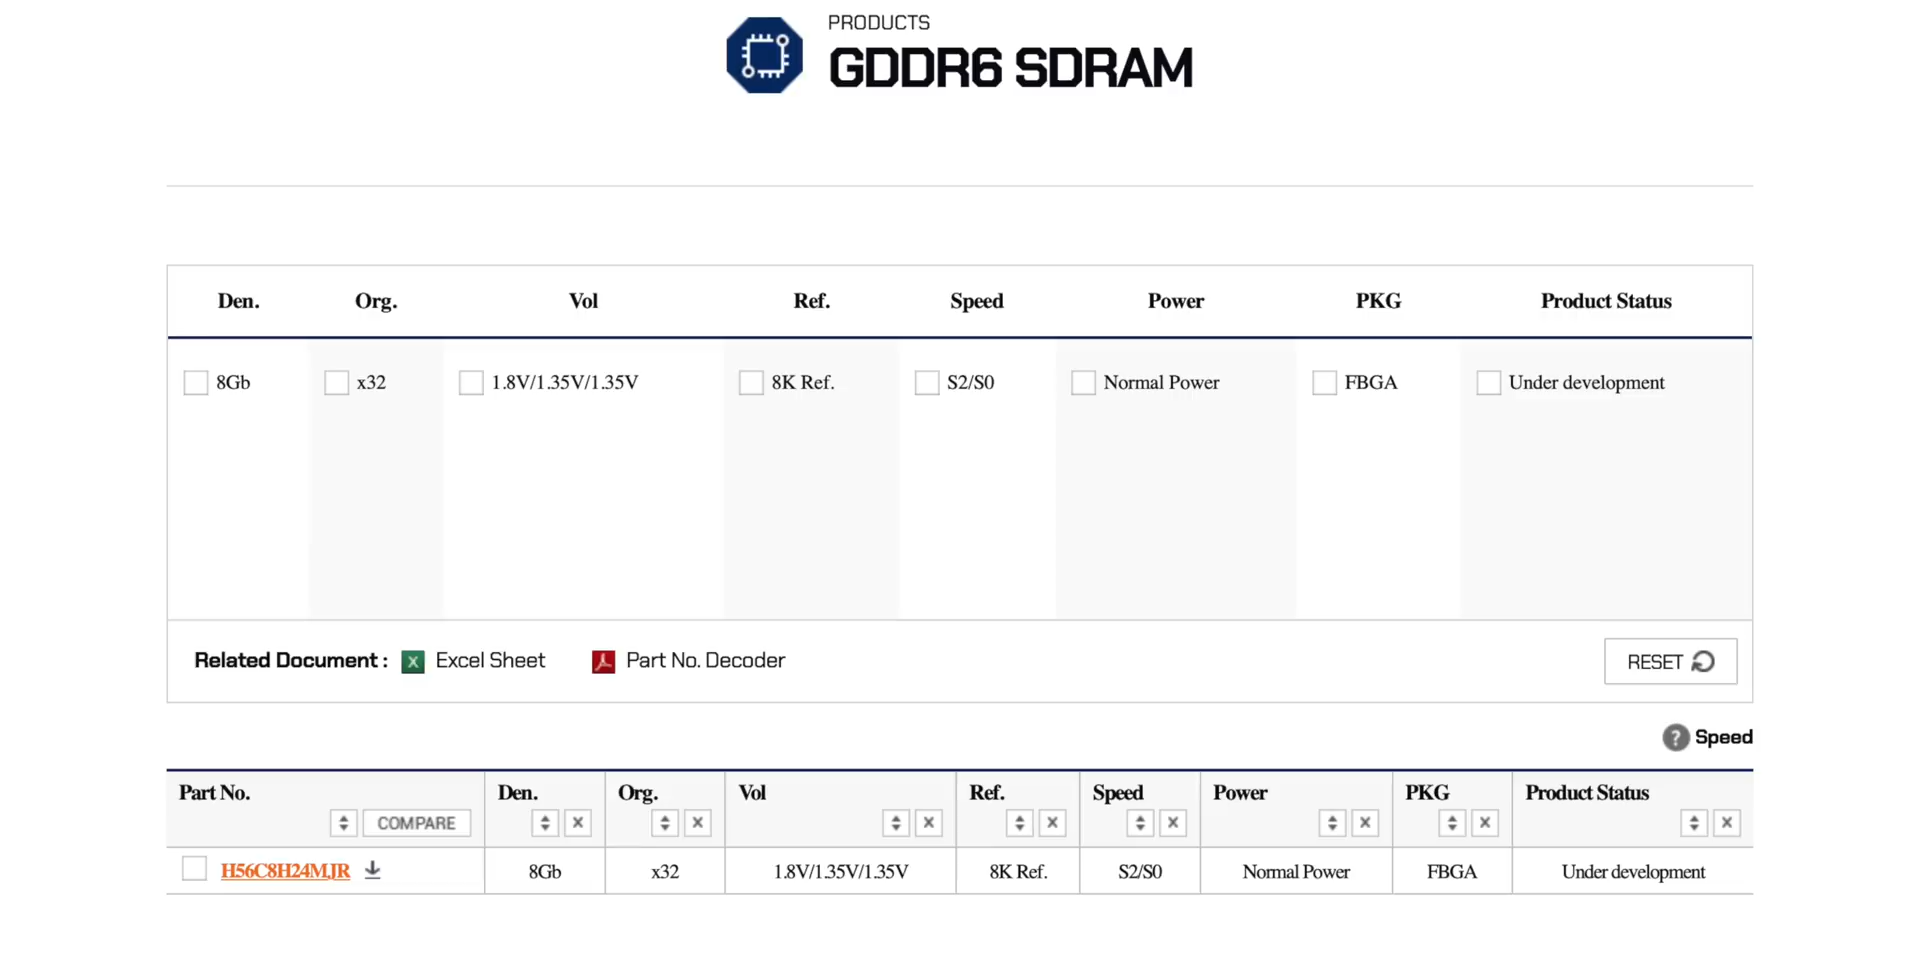 PRODUCTS
GDDR6 SDRAM
Den. Org. Vol Ref. Speed Power PKG Product Status
8Gb x32 1.8V/1.35V/1.35V 8K Ref. S2/S0 Normal Power FBGA Under development
Related Document : Excel Sheet Part No. Decoder RESET
? Speed
Part No. Den. Org. Vol Ref. Speed Power PKG Product Status
COMPARE
H56C8H24MJR 8Gb x32 1.8V/1.35V/1.35V 8K Ref. S2/S0 Normal Power FBGA Under development